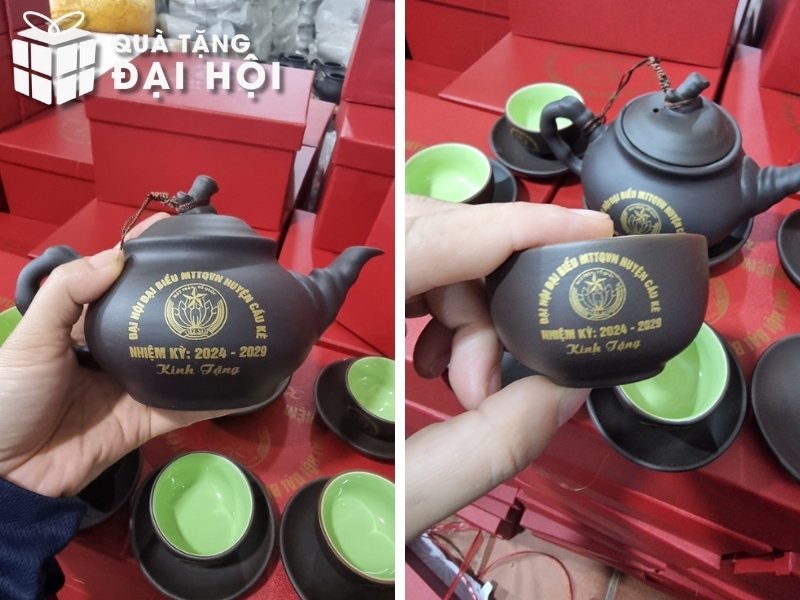 QUÀ TẶNG
ĐẠI HỘI
ĐẠI HỘI ĐẠI BIỂU MTTQVN HUYỆN CẦU KÈ
NHIỆM KỲ: 2024 - 2029
Kính Tặng
ĐẠI HỘI ĐẠI BIỂU MTTQVN HUYỆN CẦU KÈ
NHIỆM KỲ: 2024 - 2029
Kính Tặng